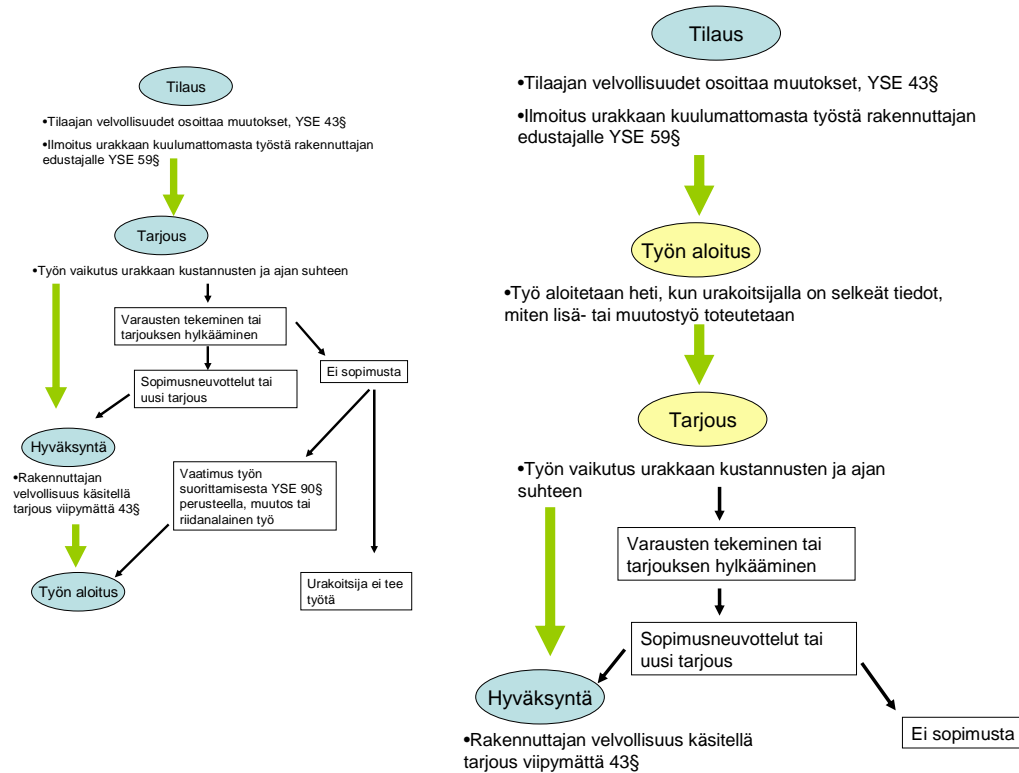 Tilaus
•Tilaajan velvollisuudet osoittaa muutokset, YSE 43§
•Ilmoitus urakkaan kuulumattomasta työstä rakennuttajan
edustajalle YSE 59§
Tarjous
•Työn vaikutus urakkaan kustannusten ja ajan suhteen
Varausten tekeminen tai
tarjouksen hylkääminen
Ei sopimusta
Sopimusneuvottelut tai
uusi tarjous
Hyväksyntä
•Rakennuttajan
velvollisuus käsitellä
tarjous viipymättä 43§
Vaatimus työn
suorittamisesta YSE 90§
perusteella, muutos tai
riidanalainen työ
Työn aloitus
Urakoitsija ei tee
työtä
Tilaus
•Tilaajan velvollisuudet osoittaa muutokset, YSE 43§
•Ilmoitus urakkaan kuulumattomasta työstä rakennuttajan
edustajalle YSE 59§
Työn aloitus
•Työ aloitetaan heti, kun urakoitsijalla on selkeät tiedot,
miten lisä- tai muutostyö toteutetaan
Tarjous
•Työn vaikutus urakkaan kustannusten ja ajan
suhteen
Varausten tekeminen tai
tarjouksen hylkääminen
Sopimusneuvottelut tai
uusi tarjous
Hyväksyntä
Ei sopimusta
•Rakennuttajan velvollisuus käsitellä
tarjous viipymättä 43§